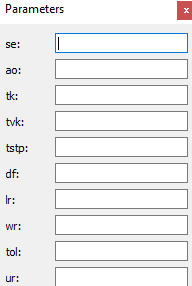 Parameters x
se:
ao:
tk:
tvk:
tstp:
df:
lr:
wr:
tol:
ur: